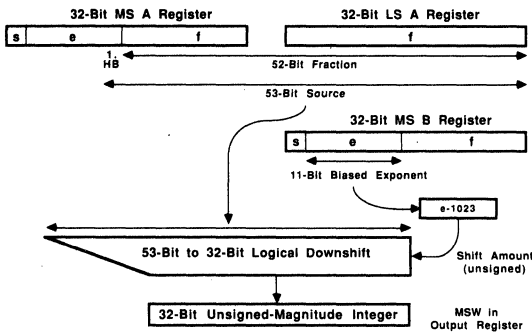 32-Bit MS A Register
32-Bit LS A Register
s e f
f
1.
HB
52-Bit Fraction
53-Bit Source
32-Bit MS B Register
s e f
11-Bit Biased Exponent
e-1023
53-Bit to 32-Bit Logical Downshift
Shift Amount
(unsigned)
32-Bit Unsigned-Magnitude Integer
MSW in
Output Register